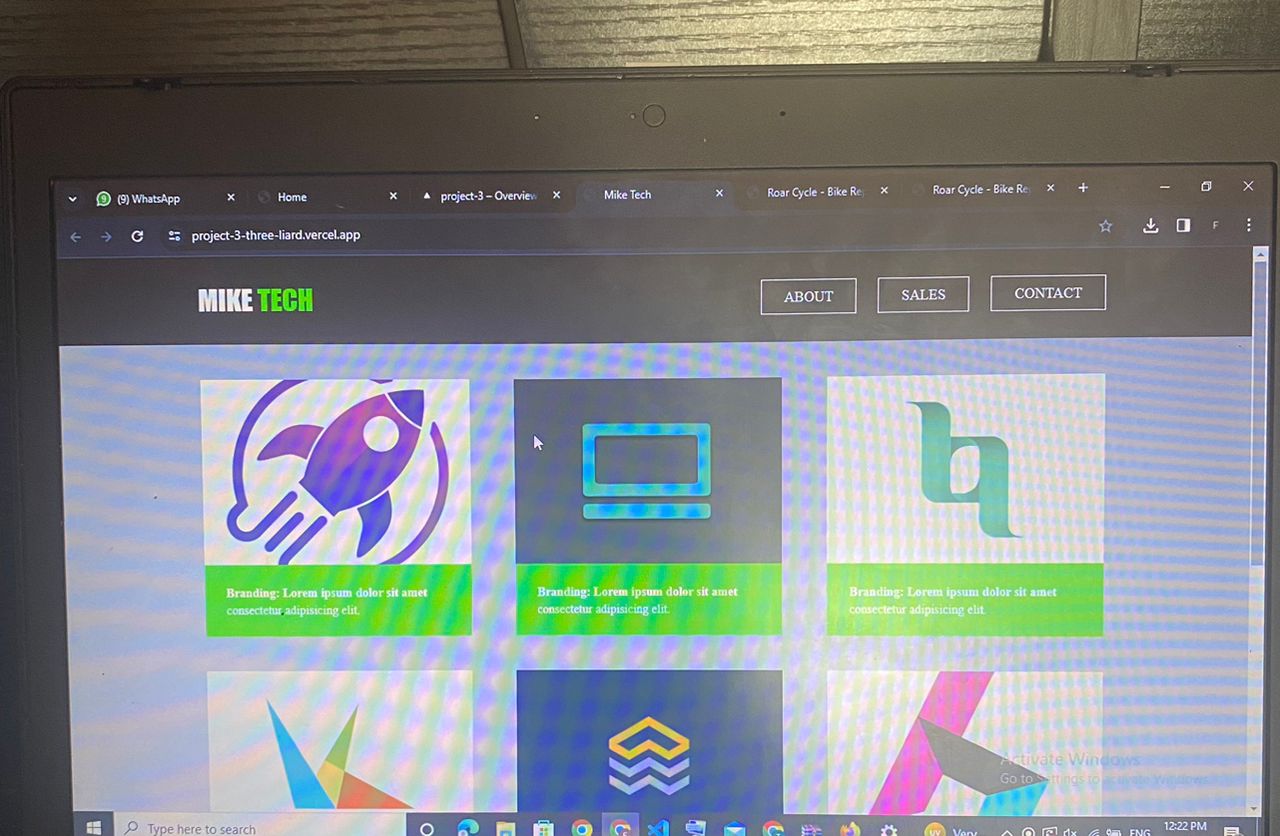 (9) WhatsApp
Home
project-3 – Overview
Mike Tech
Roar Cycle - Bike Re
Roar Cycle - Bike Re
project-3-three-liard.vercel.app
F
MIKE TECH
ABOUT
SALES
CONTACT
Branding: Lorem ipsum dolor sit amet
consectetur adipisicing elit.
Branding: Lorem ipsum dolor sit amet
consectetur adipisicing elit.
Branding: Lorem ipsum dolor sit amet
consectetur adipisicing elit.
Activate Windows
Go to Settings to activate Windows.
Type here to search
Very
ENG
12:22 PM